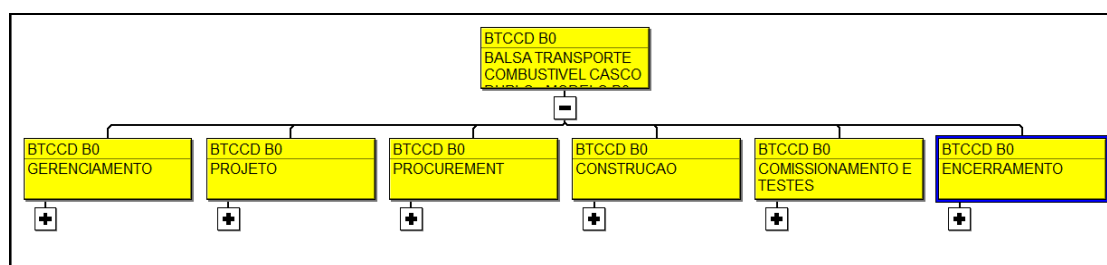 BTCCD B0
BALSA TRANSPORTE
COMBUSTIVEL CASCO
BTCCD B0
GERENCIAMENTO
BTCCD B0
PROJETO
BTCCD B0
PROCUREMENT
BTCCD B0
CONSTRUCAO
BTCCD B0
COMISSIONAMENTO E
TESTES
BTCCD B0
ENCERRAMENTO